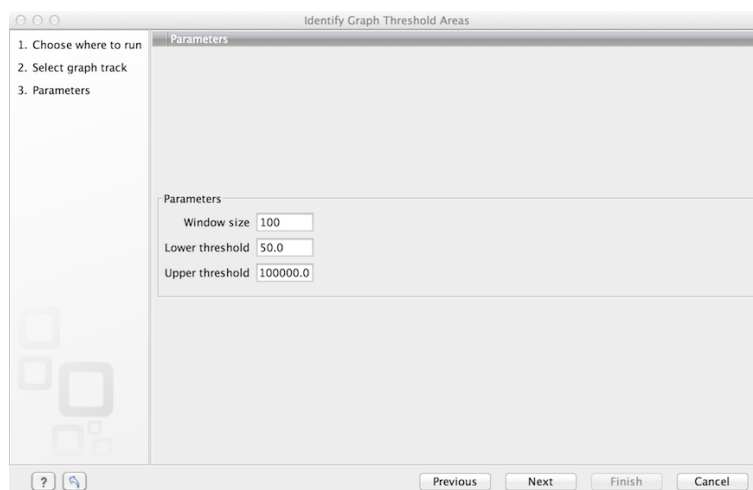 Identify Graph Threshold Areas
1. Choose where to run
2. Select graph track
3. Parameters
Parameters
Parameters
Window size 100
Lower threshold 50.0
Upper threshold 100000.0
? Previous Next Finish Cancel